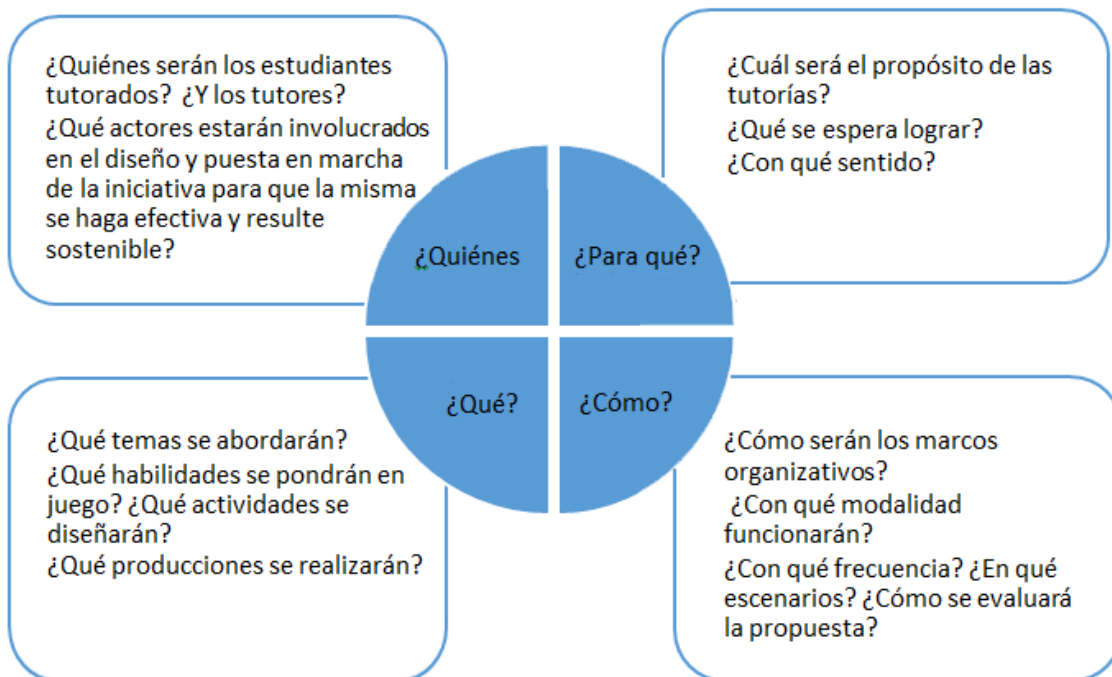 ¿Quiénes serán los estudiantes
tutorados? ¿Y los tutores?
¿Qué actores estarán involucrados
en el diseño y puesta en marcha
de la iniciativa para que la misma
se haga efectiva y resulte
sostenible?
¿Cuál será el propósito de las
tutorías?
¿Qué se espera lograr?
¿Con qué sentido?
¿Quiénes
¿Para qué?
¿Qué?
¿Cómo?
¿Qué temas se abordarán?
¿Qué habilidades se pondrán en
juego? ¿Qué actividades se
diseñarán?
¿Qué producciones se realizarán?
¿Cómo serán los marcos
organizativos?
¿Con qué modalidad
funcionarán?
¿Con qué frecuencia? ¿En qué
escenarios? ¿Cómo se evaluará
la propuesta?